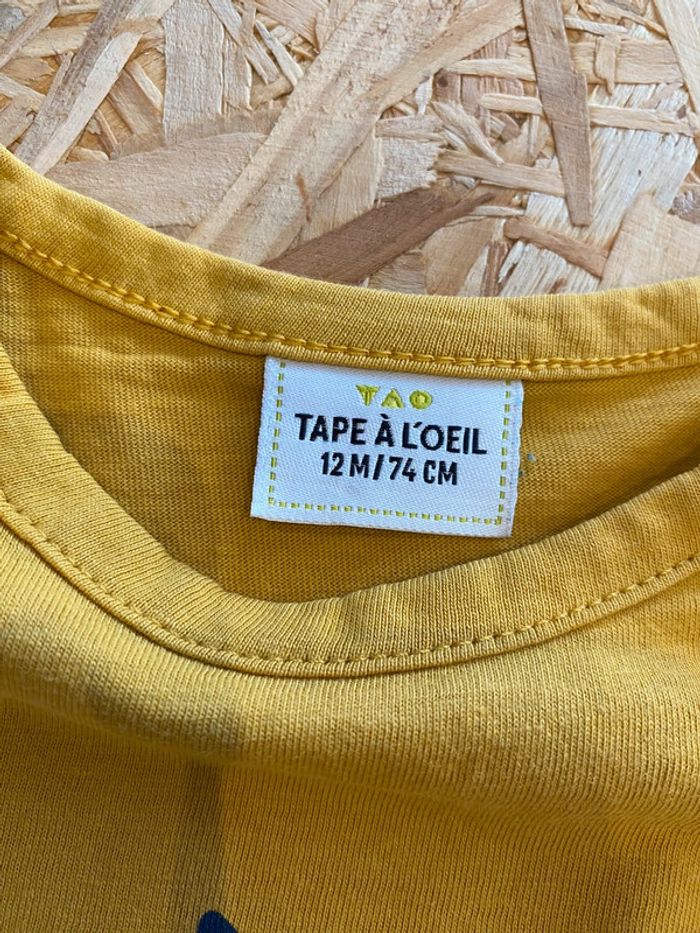 TAO
TAPE À L'OEIL
12 M/74 CM